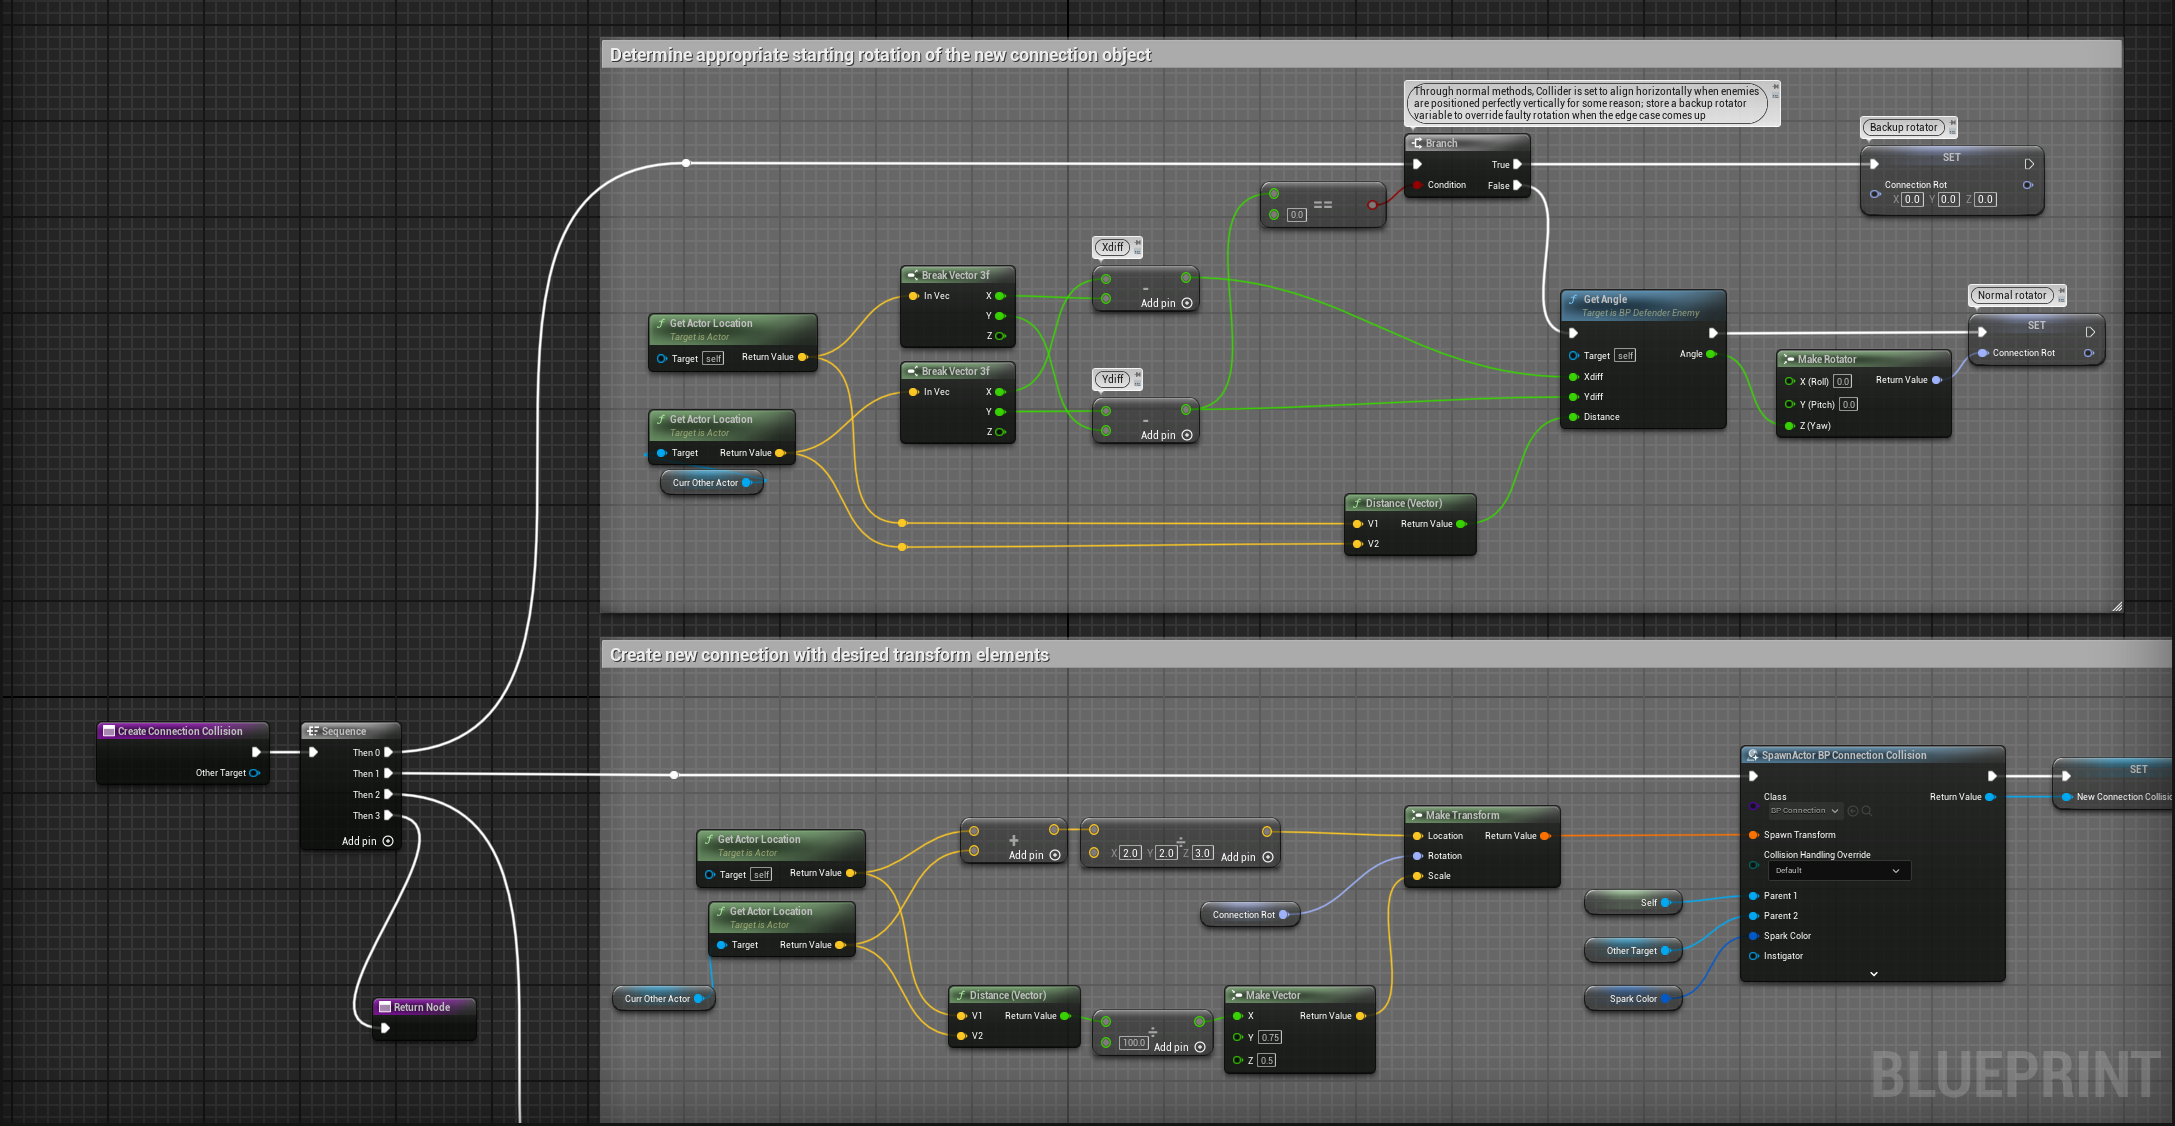 Determine appropriate starting rotation of the new connection object
Through normal methods, Collider is set to align horizontally when enemies
are positioned perfectly vertically for some reason; store a backup rotator
variable to override faulty rotation when the edge case comes up
Branch
True
Condition
False
Backup rotator
SET
Connection Rot
X 0.0 Y 0.0 Z 0.0
0.0
==
Xdiff
-
Add pin
Break Vector 3f
In Vec
X
Y
Z
Get Actor Location
Target is Actor
Target self
Return Value
Break Vector 3f
In Vec
X
Y
Z
Get Actor Location
Target is Actor
Target
Return Value
Curr Other Actor
Ydiff
-
Add pin
Get Angle
Target is BP Defender Enemy
Target self
Angle
Xdiff
Ydiff
Distance
Normal rotator
SET
Connection Rot
Make Rotator
X (Roll) 0.0
Return Value
Y (Pitch) 0.0
Z (Yaw)
Distance (Vector)
V1
Return Value
V2
Create new connection with desired transform elements
Create Connection Collision
Other Target
Sequence
Then 0
Then 1
Then 2
Then 3
Add pin
Return Node
Get Actor Location
Target is Actor
Target self
Return Value
Get Actor Location
Target is Actor
Target
Return Value
Curr Other Actor
+
Add pin
÷
X 2.0 Y 2.0 Z 3.0
Add pin
Connection Rot
Distance (Vector)
V1
Return Value
V2
÷
100.0
Add pin
Make Vector
X
Return Value
Y 0.75
Z 0.5
Make Transform
Location
Return Value
Rotation
Scale
Self
Other Target
Spark Color
SpawnActor BP Connection Collision
Class
BP Connection
Return Value
Spawn Transform
Collision Handling Override
Default
Parent 1
Parent 2
Spark Color
Instigator
SET
New Connection Collisio
BLUEPRINT